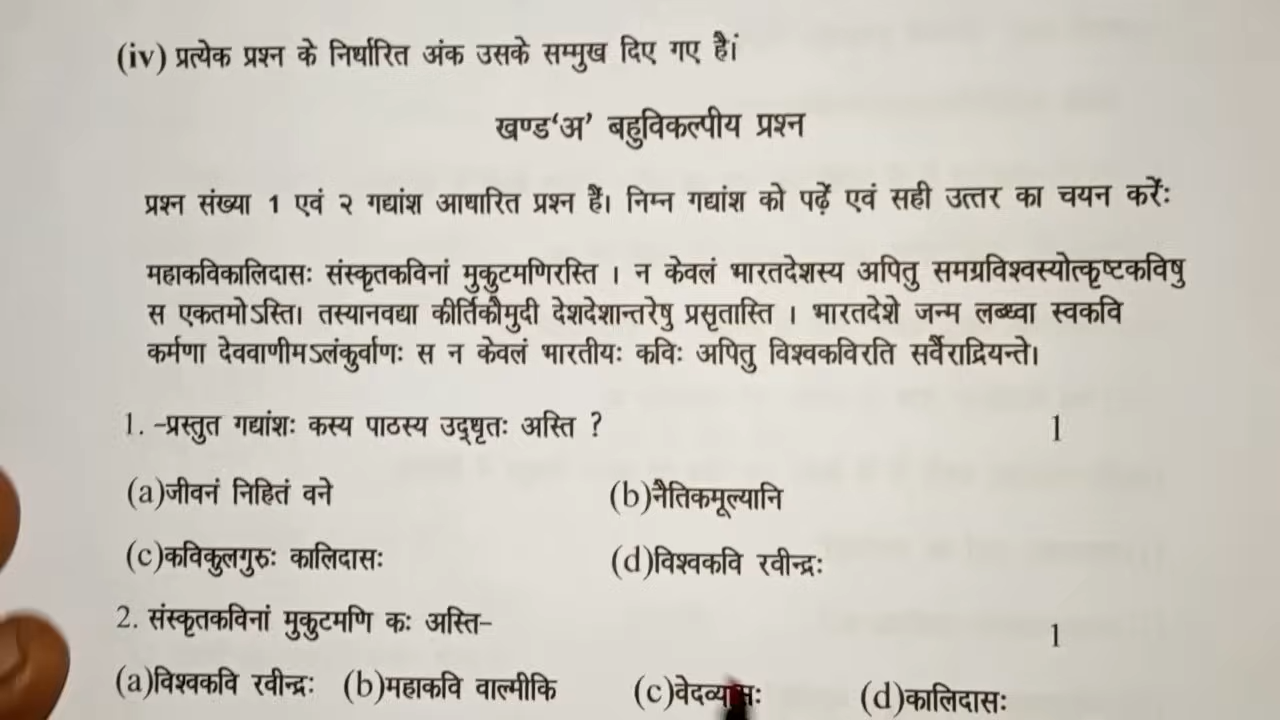 (iv) प्रत्येक प्रश्न के निर्धारित अंक उसके सम्मुख दिए गए हैं।
खण्ड‘अ’ बहुविकल्पीय प्रश्न
प्रश्न संख्या 1 एवं २ गद्यांश आधारित प्रश्न हैं। निम्न गद्यांश को पढ़ें एवं सही उत्तर का चयन करेंः
महाकविकालिदासः संस्कृतकविनां मुकुटमणिरस्ति । न केवलं भारतदेशस्य अपितु समग्रविश्वस्योत्कृष्टकविषु
स एकतमोऽस्ति। तस्यानवद्या कीर्तिकौमुदी देशदेशान्तरेषु प्रसृतास्ति । भारतदेशे जन्म लब्ध्वा स्वकवि
कर्मणा देववाणीमऽलंकुर्वाणः स न केवलं भारतीयः कविः अपितु विश्वकविरति सर्वैराद्रियन्ते।
1. -प्रस्तुत गद्यांशः कस्य पाठस्य उद्धृतः अस्ति ? 1
(a)जीवनं निहितं वने (b)नैतिकमूल्यानि
(c)कविकुलगुरुः कालिदासः (d)विश्वकवि रवीन्द्रः
2. संस्कृतकविनां मुकुटमणि कः अस्ति- 1
(a)विश्वकवि रवीन्द्रः (b)महाकवि वाल्मीकि (c)वेदव्यासः (d)कालिदासः